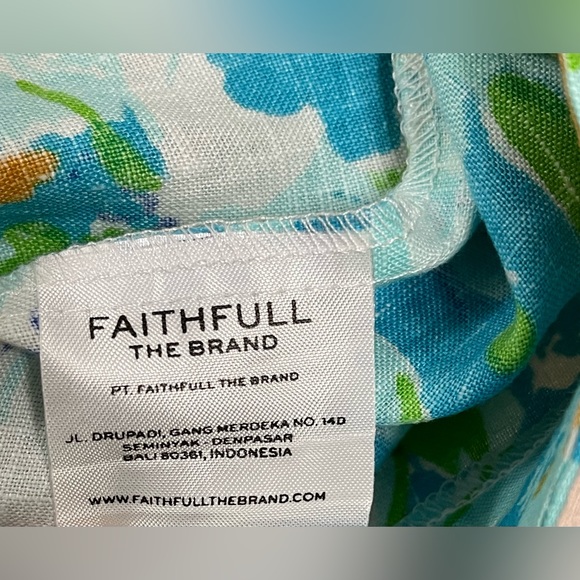 FAITHFULL
THE BRAND
PT. FAITHFULL THE BRAND
JL. DRUPADI, GANG MERDEKA NO. 14D
SEMINYAK - DENPASAR
BALI 80361, INDONESIA
WWW.FAITHFULLTHEBRAND.COM